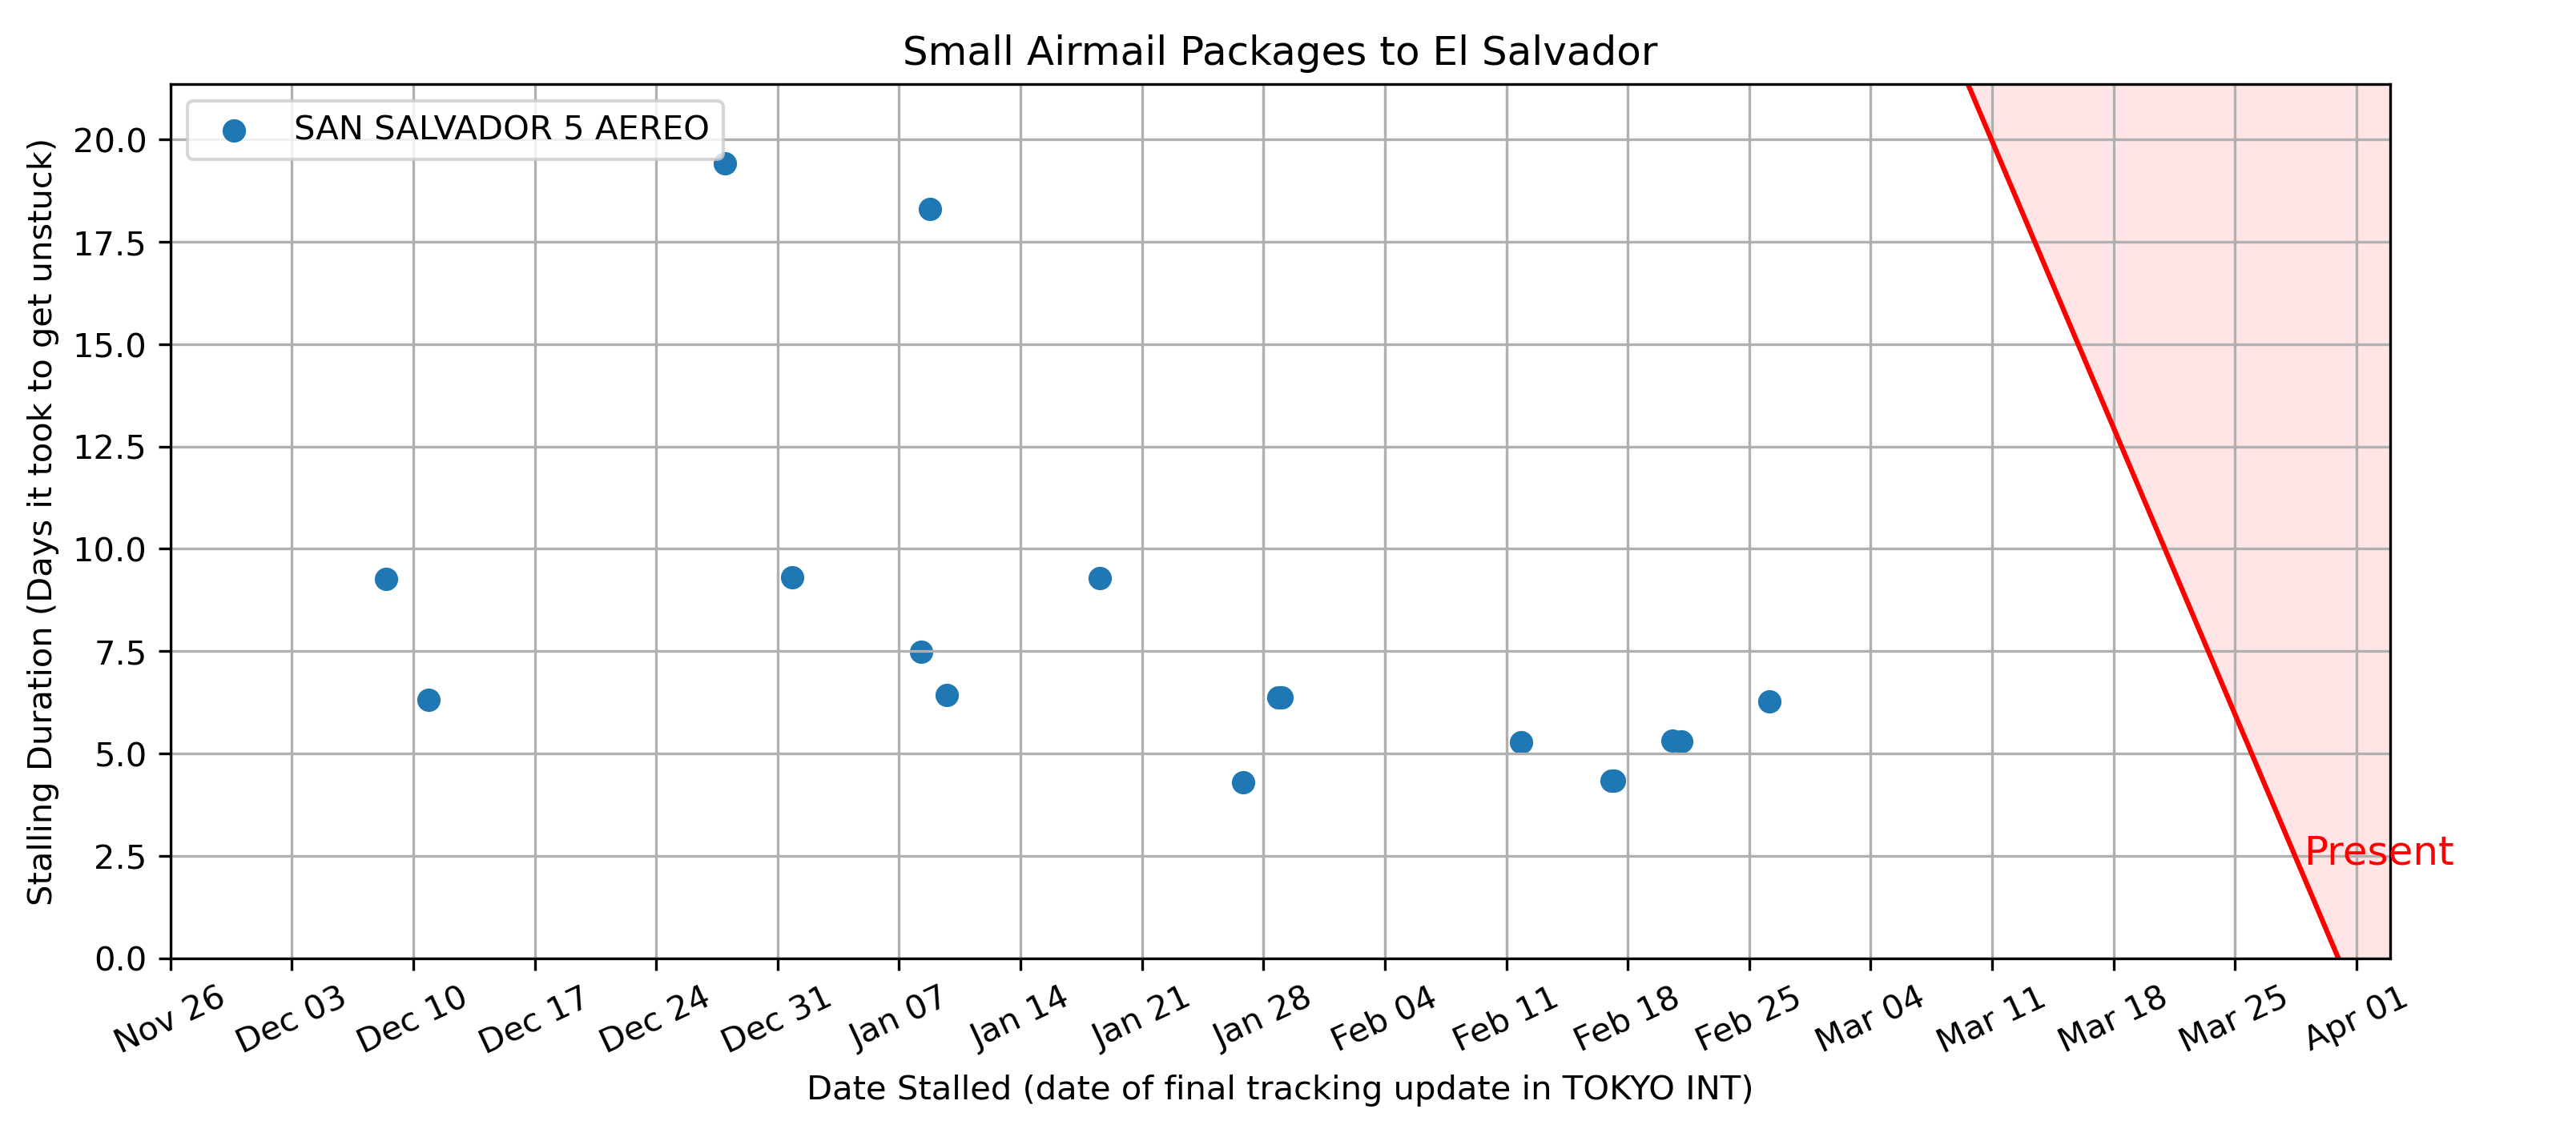 Small Airmail Packages to El Salvador
SAN SALVADOR 5 AEREO
Stalling Duration (Days it took to get unstuck)
20.0
17.5
15.0
12.5
10.0
7.5
5.0
2.5
0.0
Present
Nov 26
Dec 03
Dec 10
Dec 17
Dec 24
Dec 31
Jan 07
Jan 14
Jan 21
Jan 28
Feb 04
Feb 11
Feb 18
Feb 25
Mar 04
Mar 11
Mar 18
Mar 25
Apr 01
Date Stalled (date of final tracking update in TOKYO INT)